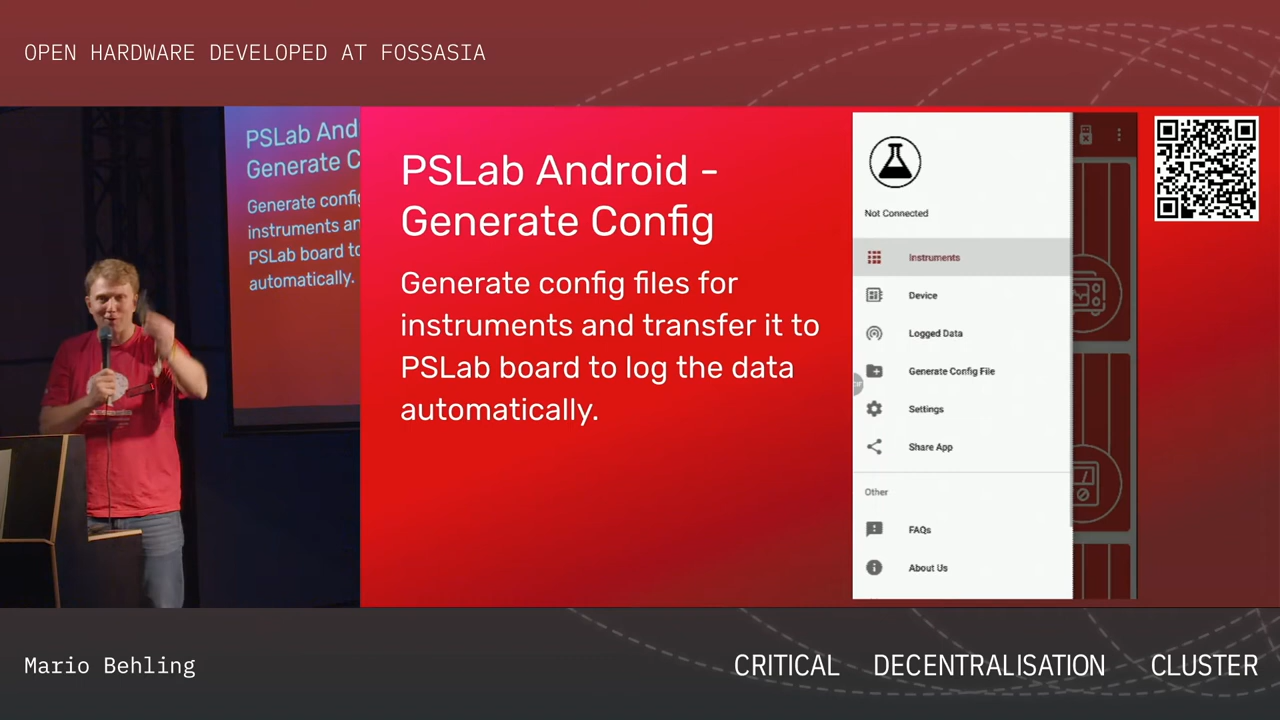 OPEN HARDWARE DEVELOPED AT FOSSASIA
PSLab And
Generate C
Generate config
instruments an
PSLab board to
automatically.
PSLab Android -
Generate Config
Generate config files for
instruments and transfer it to
PSLab board to log the data
automatically.
Not Connected
Instruments
Device
Logged Data
Generate Config File
Settings
Share App
Other
FAQs
About Us
Mario Behling
CRITICAL DECENTRALISATION CLUSTER